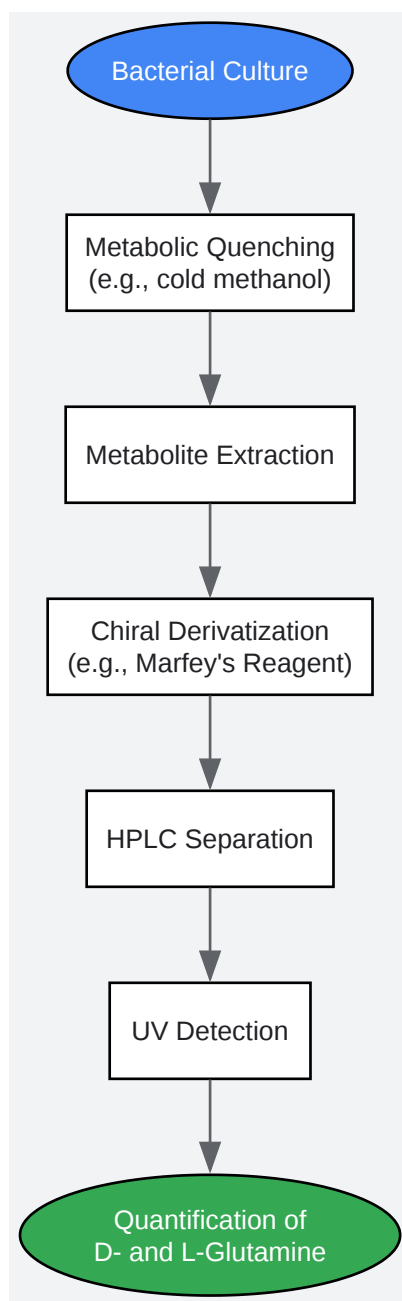 Bacterial Culture
Metabolic Quenching
(e.g., cold methanol)
Metabolite Extraction
Chiral Derivatization
(e.g., Marfey's Reagent)
HPLC Separation
UV Detection
Quantification of
D- and L-Glutamine